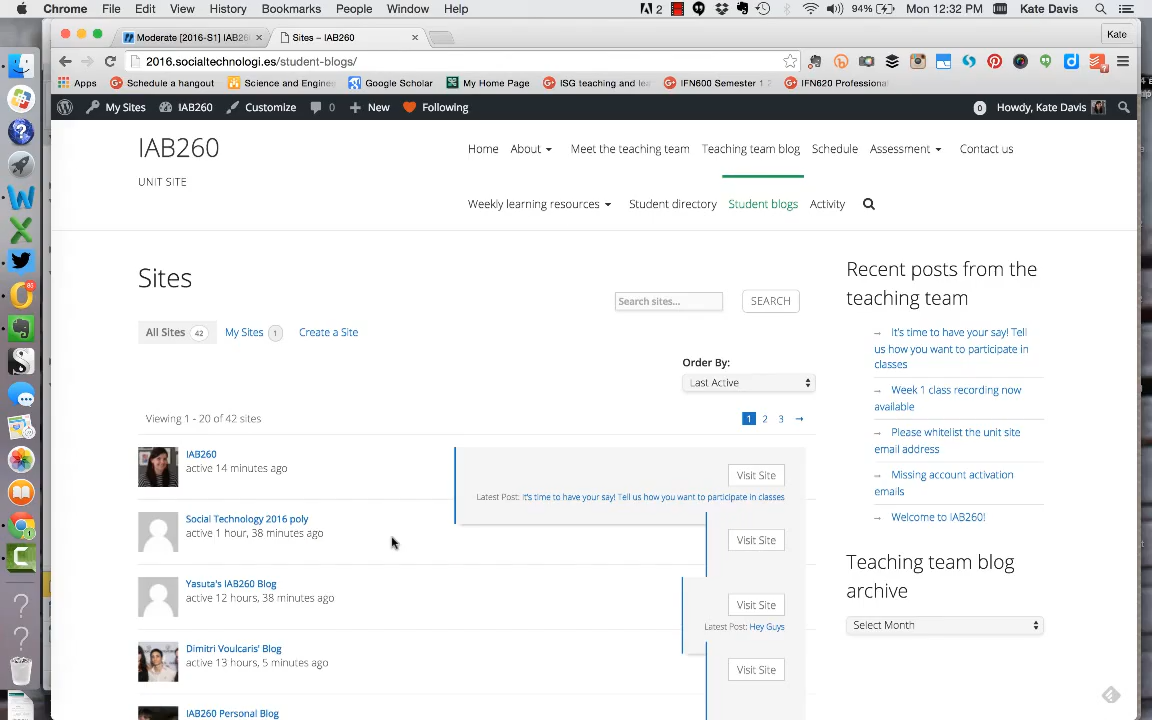 Chrome File Edit View History Bookmarks People Window Help
2 94% Mon 12:32 PM Kate Davis
Moderate [2016-S1] IAB26
Sites – IAB260
Kate
2016.socialtechnologi.es/student-blogs/
Apps Schedule a hangout Science and Engine Google Scholar My Home Page ISG teaching and le IFN600 Semester 1 IFN620 Professional
My Sites IAB260 Customize 0 New Following 0 Howdy, Kate Davis
IAB260
UNIT SITE
Home About Meet the teaching team Teaching team blog Schedule Assessment Contact us
Weekly learning resources Student directory Student blogs Activity
Sites
Search sites...
SEARCH
All Sites 42 My Sites 1 Create a Site
Order By:
Last Active
Viewing 1 - 20 of 42 sites
1 2 3 →
IAB260
active 14 minutes ago
Visit Site
Latest Post: It's time to have your say! Tell us how you want to participate in classes
Social Technology 2016 poly
active 1 hour, 38 minutes ago
Visit Site
Yasuta's IAB260 Blog
active 12 hours, 38 minutes ago
Visit Site
Latest Post: Hey Guys
Dimitri Voulcaris' Blog
active 13 hours, 5 minutes ago
Visit Site
IAB260 Personal Blog
Recent posts from the
teaching team
→ It's time to have your say! Tell
us how you want to participate in
classes
→ Week 1 class recording now
available
→ Please whitelist the unit site
email address
→ Missing account activation
emails
→ Welcome to IAB260!
Teaching team blog
archive
Select Month